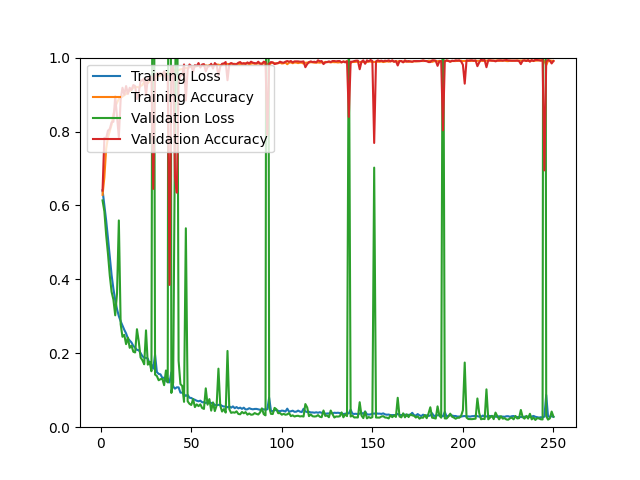 1.0
0.8
0.6
0.4
0.2
0.0
Training Loss
Training Accuracy
Validation Loss
Validation Accuracy
0 50 100 150 200 250